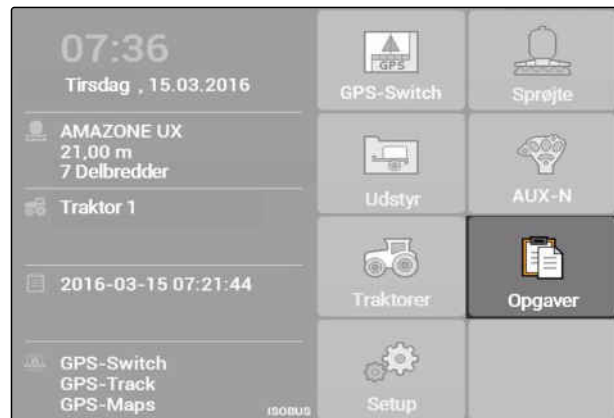 07:36
Tirsdag , 15.03.2016
AMAZONE UX
21,00 m
7 Delbredder
Traktor 1
2016-03-15 07:21:44
GPS-Switch
GPS-Track
GPS-Maps
ISOBUS
GPS
GPS-Switch
Sprøjte
Udstyr
AUX-N
Traktorer
Opgaver
Setup